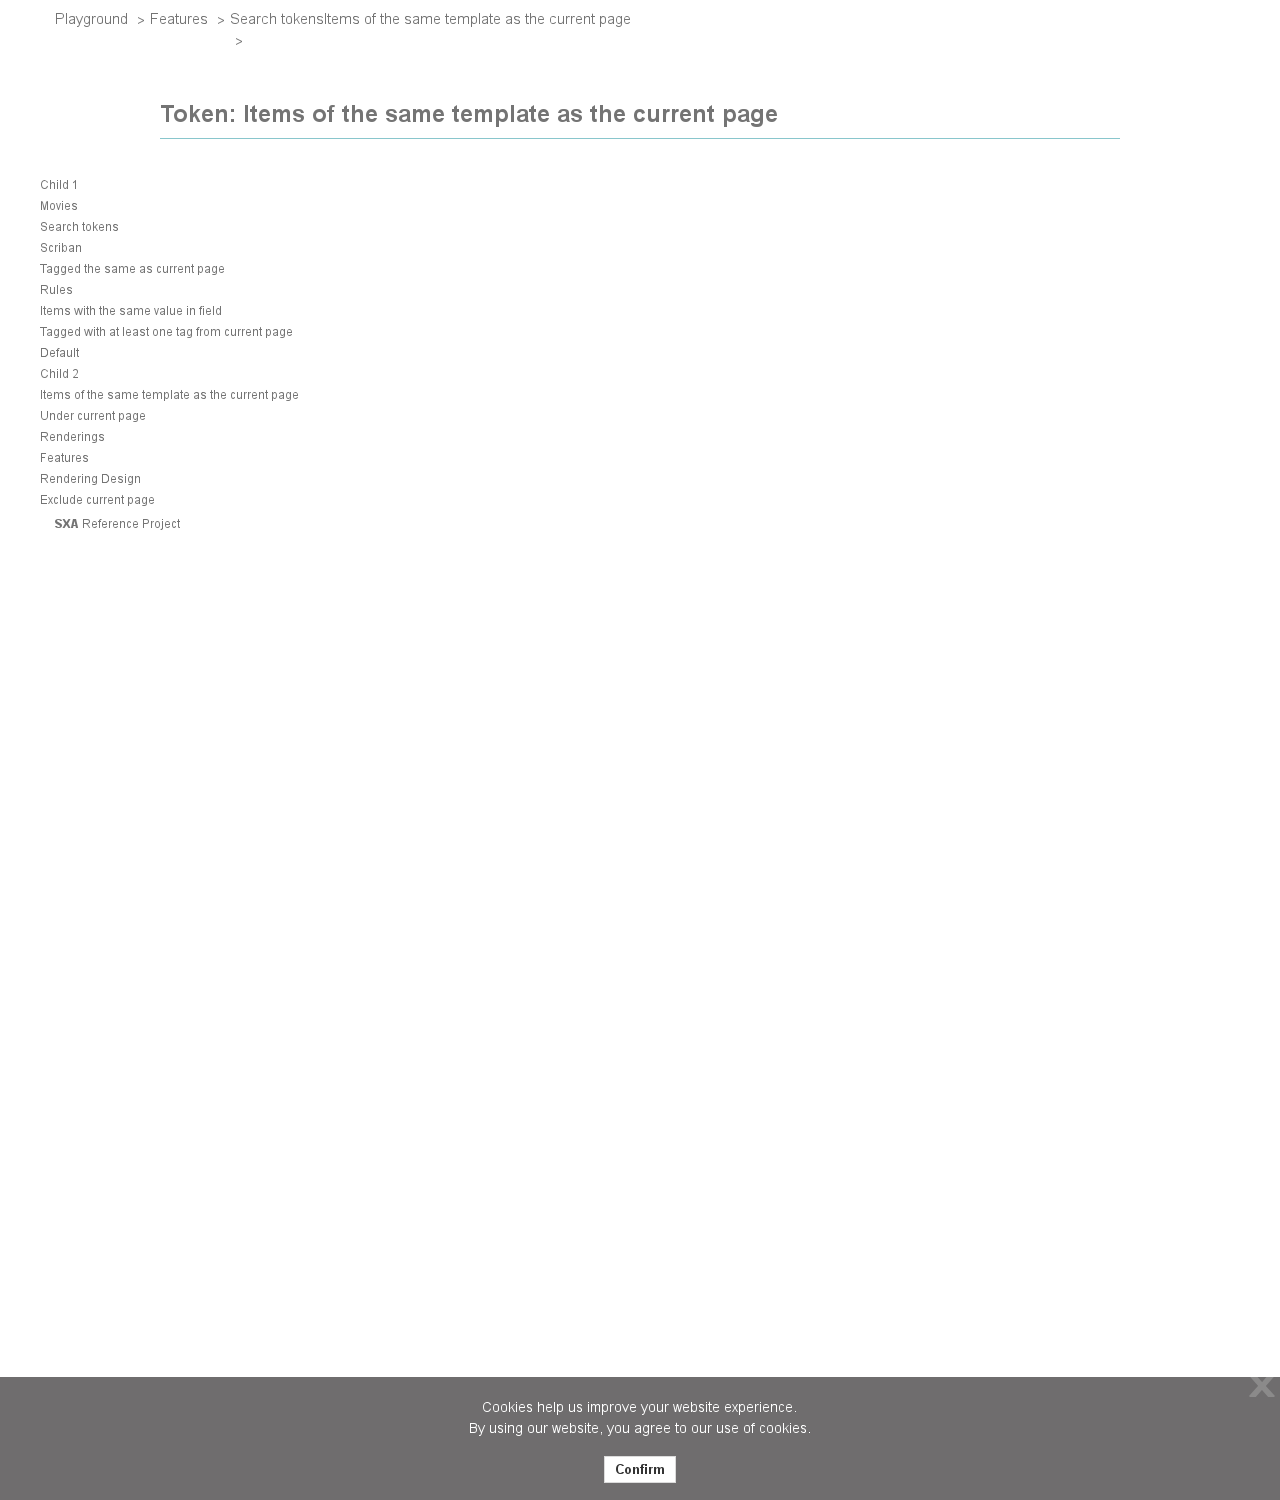 Playground > Features > Search tokensItems of the same template as the current page
>
Token: Items of the same template as the current page
Child 1
Movies
Search tokens
Scriban
Tagged the same as current page
Rules
Items with the same value in field
Tagged with at least one tag from current page
Default
Child 2
Items of the same template as the current page
Under current page
Renderings
Features
Rendering Design
Exclude current page
SXA Reference Project
X
Cookies help us improve your website experience.
By using our website, you agree to our use of cookies.
Confirm